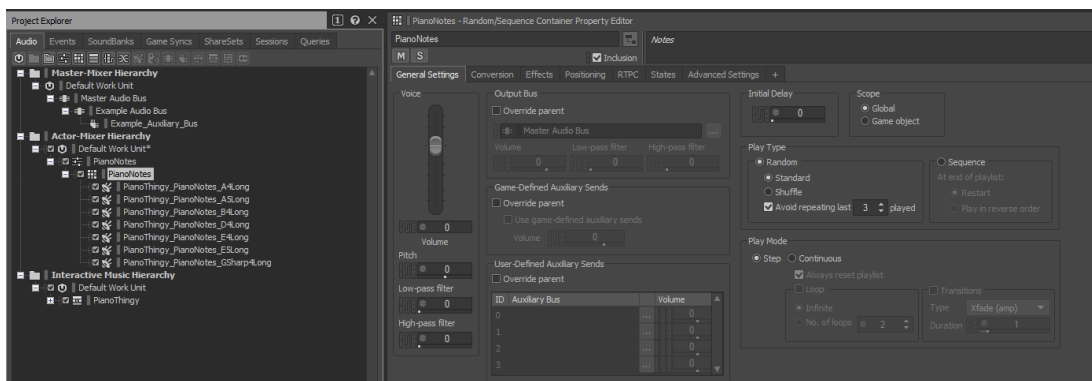 Project Explorer
1
Audio Events SoundBanks Game Syncs ShareSets Sessions Queries
Master-Mixer Hierarchy
Default Work Unit
Master Audio Bus
Example Audio Bus
Example_Auxiliary_Bus
Actor-Mixer Hierarchy
Default Work Unit*
PianoNotes
PianoNotes
PianoThingy_PianoNotes_A4Long
PianoThingy_PianoNotes_A5Long
PianoThingy_PianoNotes_B4Long
PianoThingy_PianoNotes_D4Long
PianoThingy_PianoNotes_E4Long
PianoThingy_PianoNotes_E5Long
PianoThingy_PianoNotes_GSharp4Long
Interactive Music Hierarchy
Default Work Unit
PianoThingy
PianoNotes - Random/Sequence Container Property Editor
PianoNotes
Notes
M S
Inclusion
General Settings Conversion Effects Positioning RTPC States Advanced Settings +
Voice
0
Volume
Pitch
0
Low-pass filter
0
High-pass filter
0
Output Bus
Override parent
Master Audio Bus ...
Volume Low-pass filter High-pass filter
0 0 0
Game-Defined Auxiliary Sends
Override parent
Use game-defined auxiliary sends
Volume 0
User-Defined Auxiliary Sends
Override parent
ID Auxiliary Bus Volume
0 ... 0
1 ... 0
2 ... 0
3 ... 0
Initial Delay
0
Scope
Global
Game object
Play Type
Random
Standard
Shuffle
Avoid repeating last 3 played
Sequence
At end of playlist:
Restart
Play in reverse order
Play Mode
Step Continuous
Always reset playlist
Loop
Infinite
No. of loops 2
Transitions
Type Xfade (amp)
Duration 1